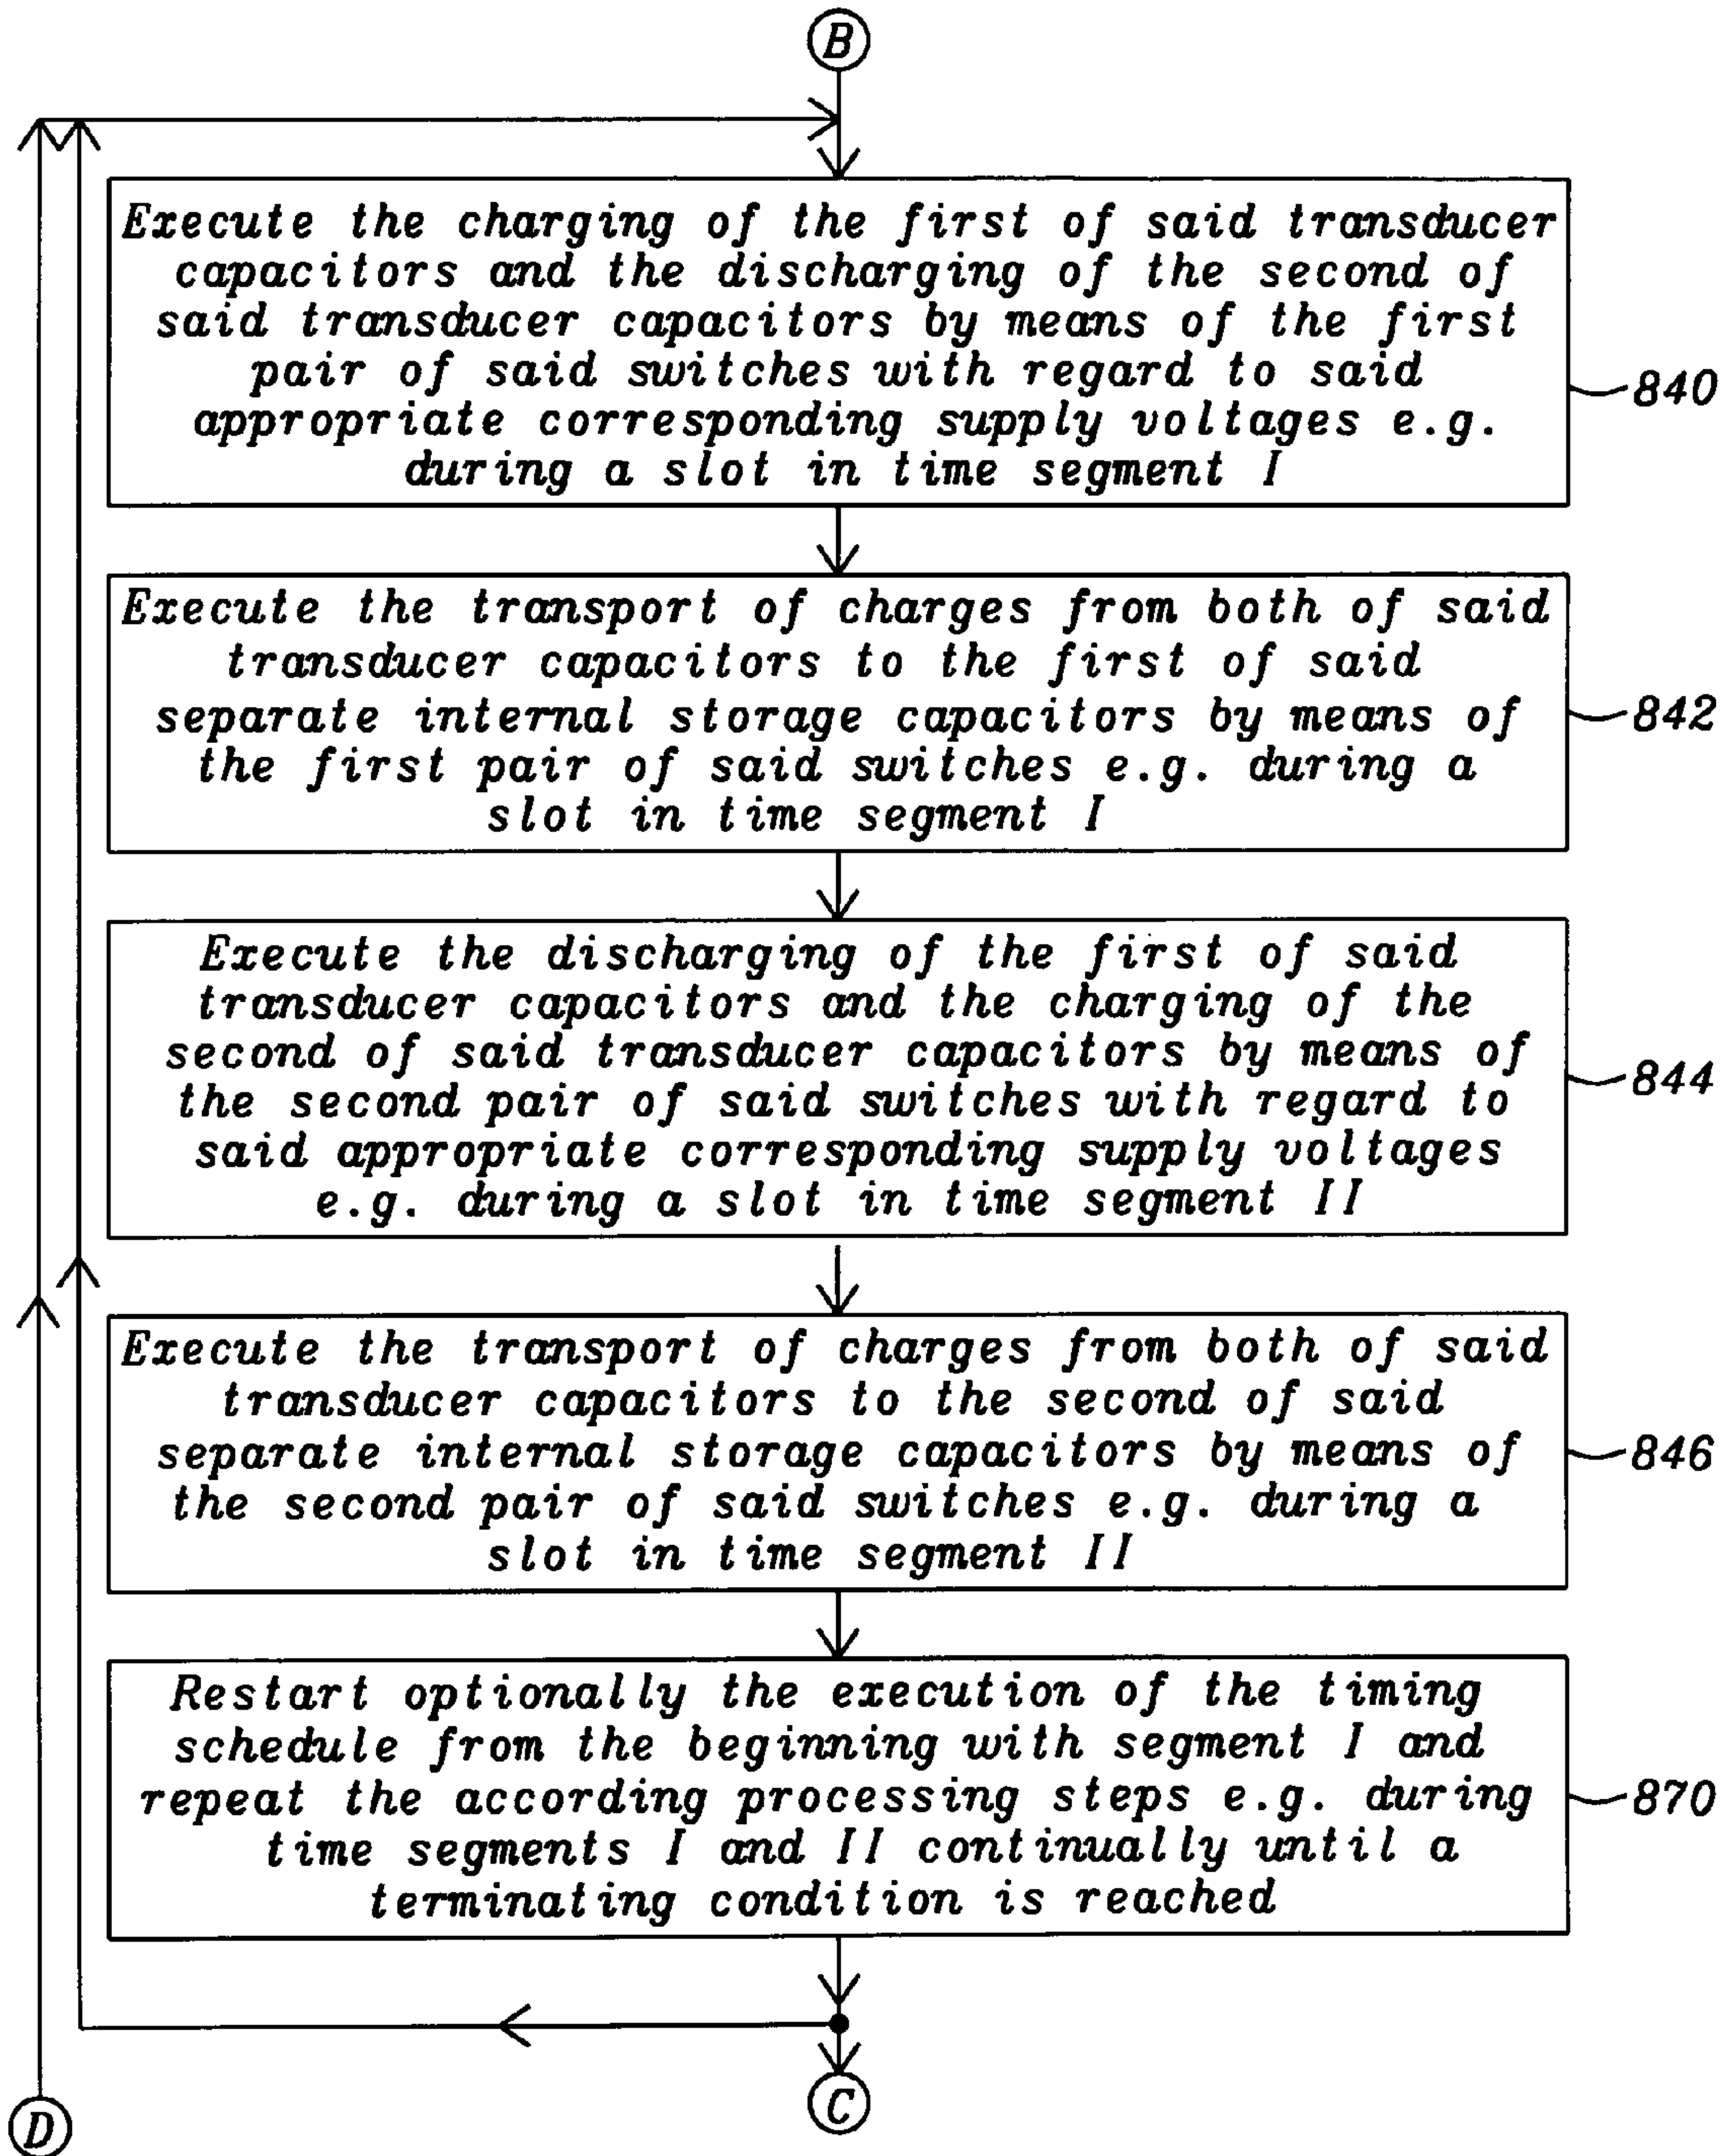 B
Execute the charging of the first of said transducer
capacitors and the discharging of the second of
said transducer capacitors by means of the first
pair of said switches with regard to said
appropriate corresponding supply voltages e.g.
during a slot in time segment I
840
Execute the transport of charges from both of said
transducer capacitors to the first of said
separate internal storage capacitors by means of
the first pair of said switches e.g. during a
slot in time segment I
842
Execute the discharging of the first of said
transducer capacitors and the charging of the
second of said transducer capacitors by means of
the second pair of said switches with regard to
said appropriate corresponding supply voltages
e.g. during a slot in time segment II
844
Execute the transport of charges from both of said
transducer capacitors to the second of said
separate internal storage capacitors by means of
the second pair of said switches e.g. during a
slot in time segment II
846
Restart optionally the execution of the timing
schedule from the beginning with segment I and
repeat the according processing steps e.g. during
time segments I and II continually until a
terminating condition is reached
870
C
D